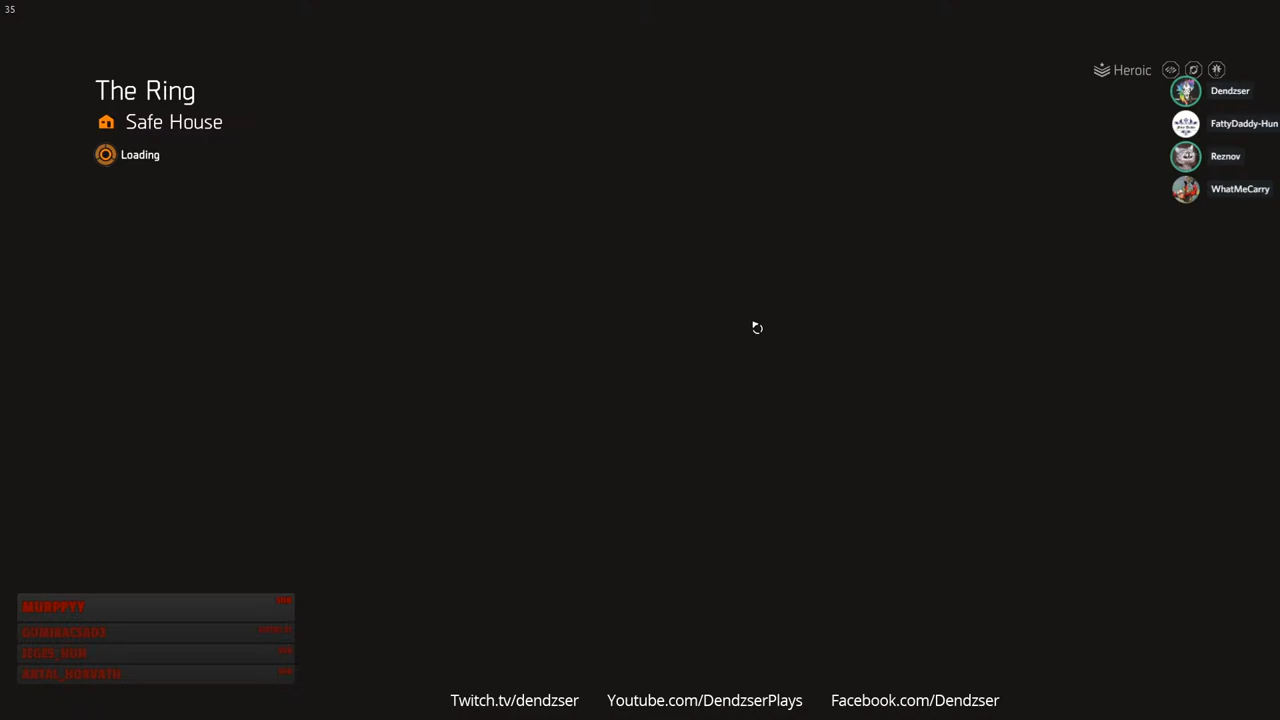 35
The Ring
Safe House
Loading
Heroic
Dendzser
FattyDaddy-Hun
Reznov
WhatMeCarry
MURPPYY
Twitch.tv/dendzser Youtube.com/DendzserPlays Facebook.com/Dendzser